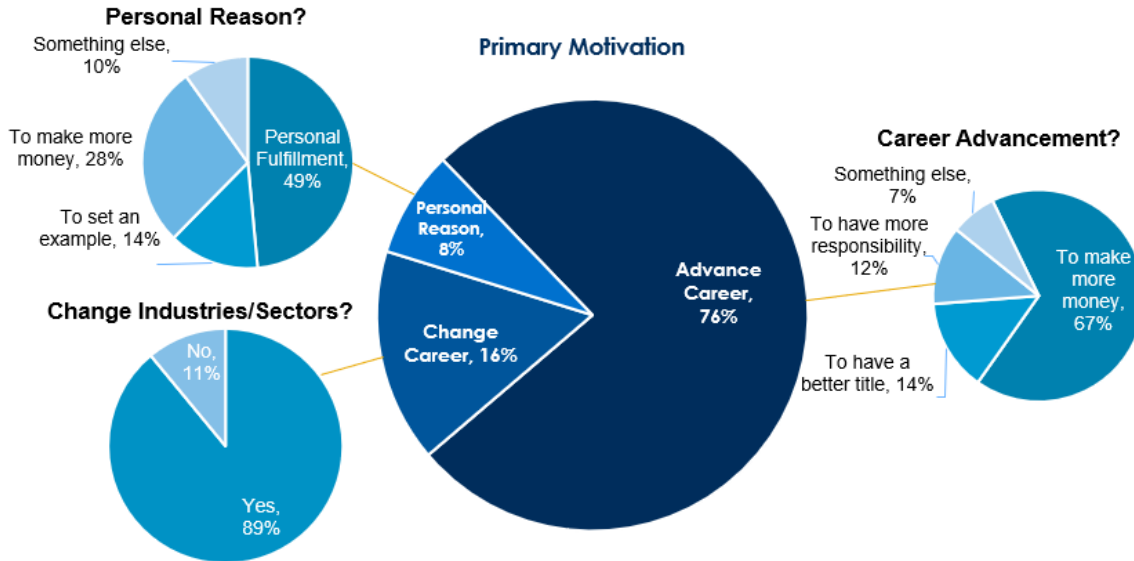 Personal Reason?
Something else,
10%
To make more
money, 28%
To set an
example, 14%
Personal
Fulfillment,
49%
Primary Motivation
Personal
Reason,
8%
Change
Career, 16%
Advance
Career,
76%
Career Advancement?
Something else,
7%
To have more
responsibility,
12%
To have a
better title, 14%
To make
more
money,
67%
Change Industries/Sectors?
No,
11%
Yes,
89%